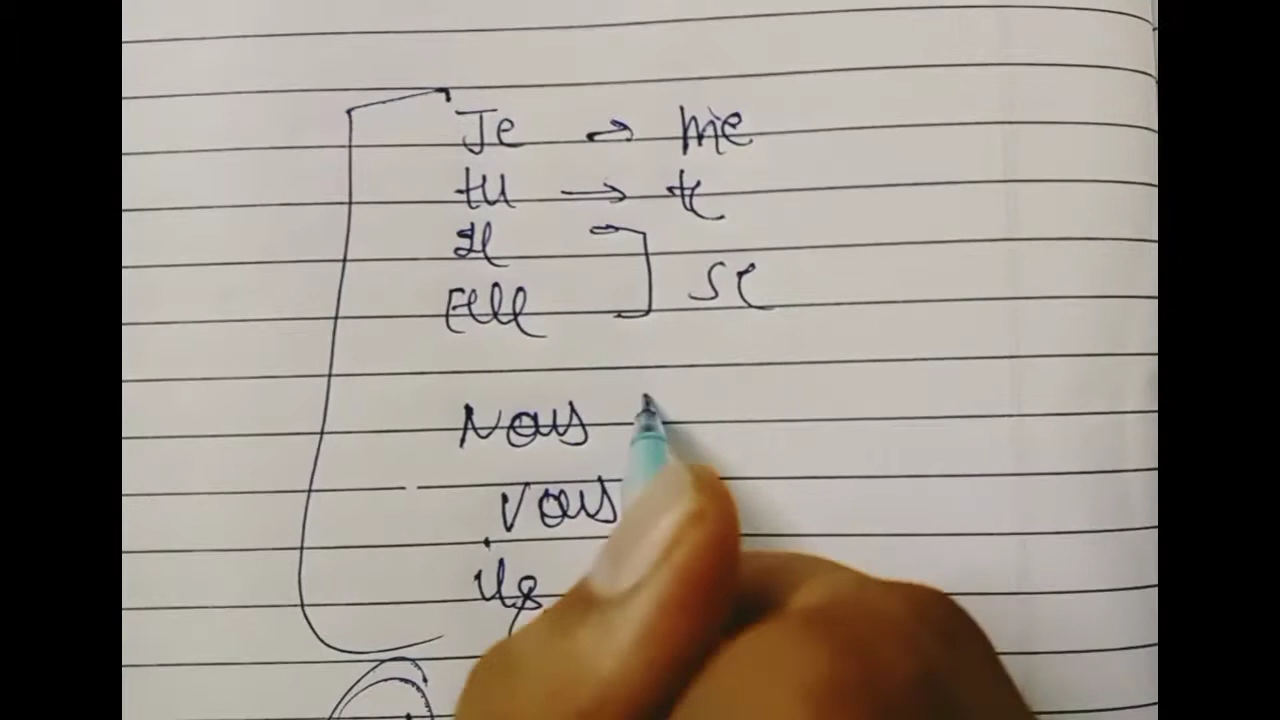 Je → me
tu → te
Il
Elle
se
Nous
Vous
ils